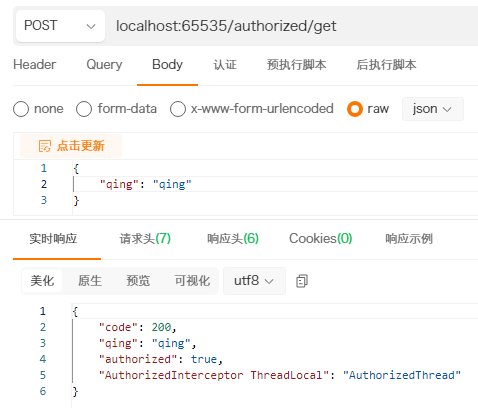 POST localhost:65535/authorized/get
Header Query Body 认证 预执行脚本 后执行脚本
none form-data x-www-form-urlencoded raw json
点击更新
1 {
2 "qing": "qing"
3 }
实时响应 请求头(7) 响应头(6) Cookies(0) 响应示例
美化 原生 预览 可视化 utf8
1 {
2 "code": 200,
3 "qing": "qing",
4 "authorized": true,
5 "AuthorizedInterceptor ThreadLocal": "AuthorizedThread"
6 }